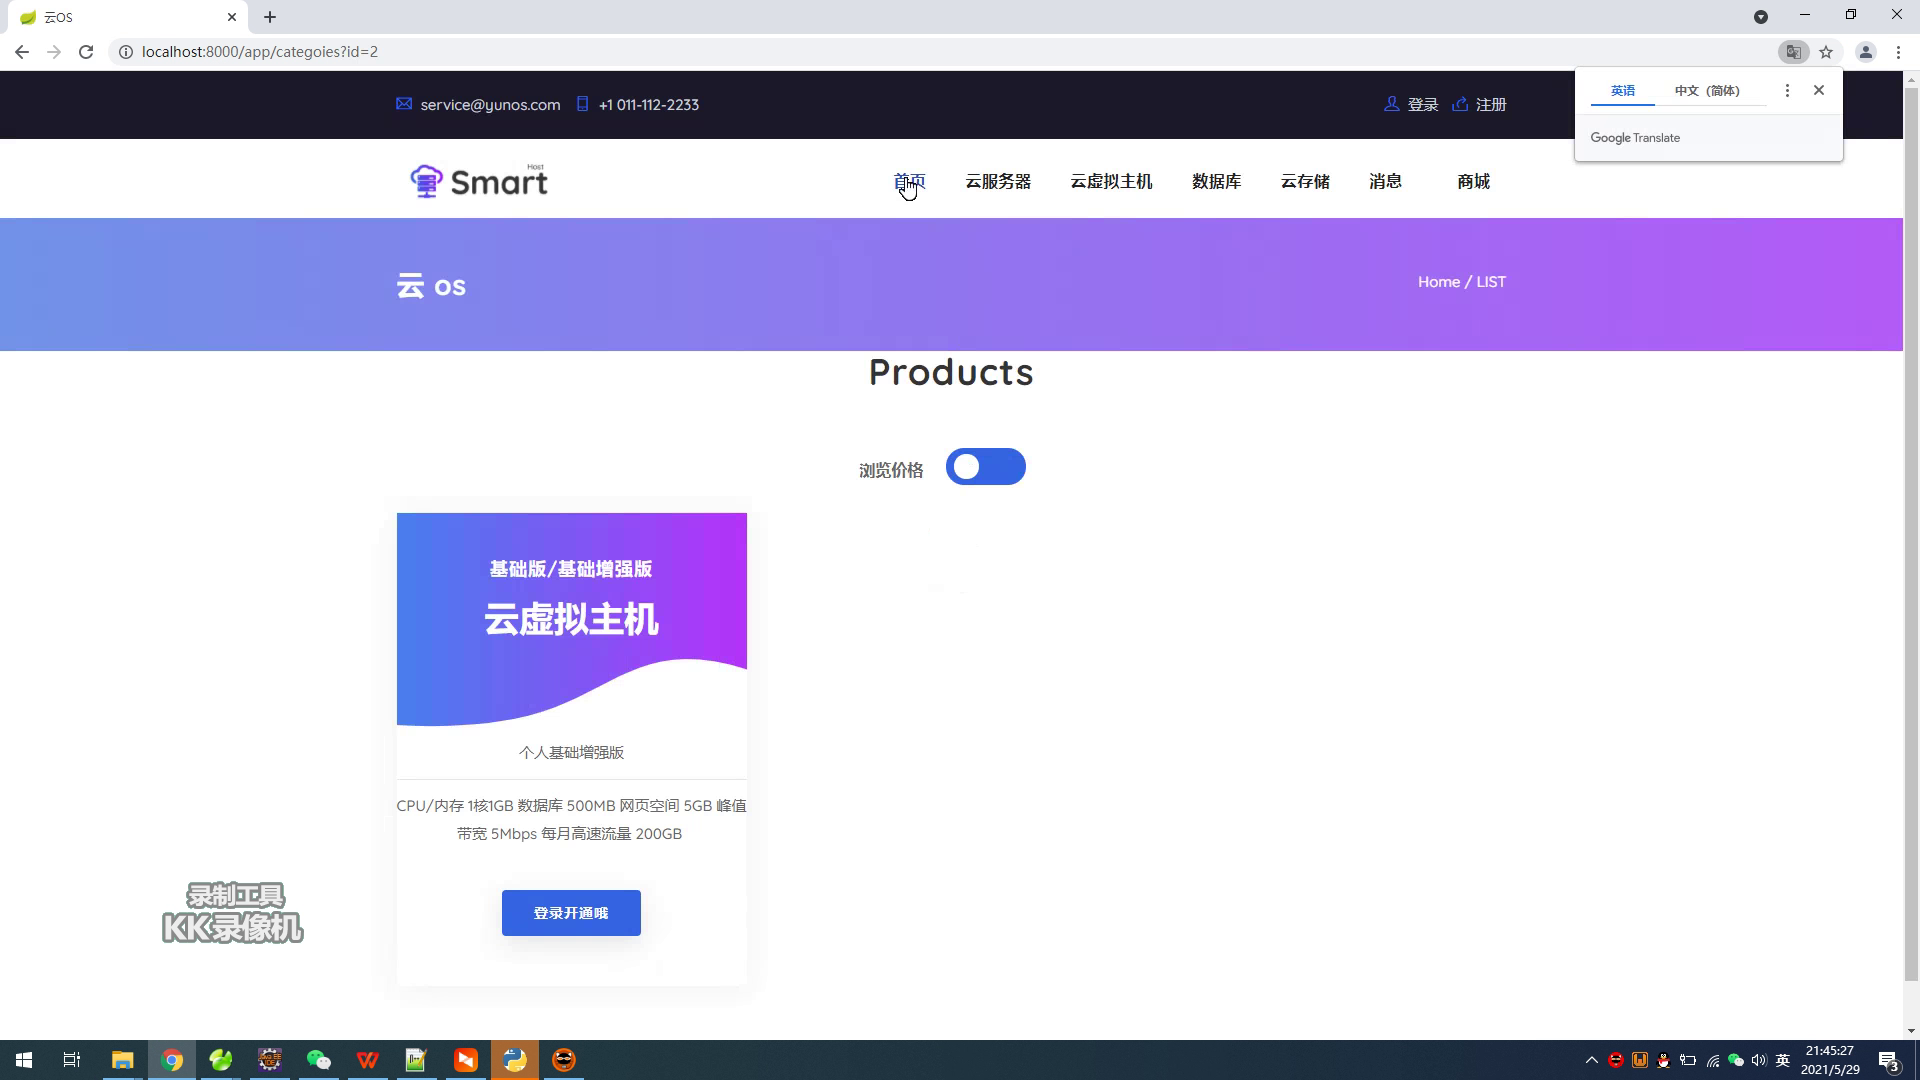 云OS
localhost:8000/app/categoies?id=2
英语 中文（简体）
Google Translate
service@yunos.com +1 011-112-2233 登录 注册
Host
Smart
首页 云服务器 云虚拟主机 数据库 云存储 消息 商城
云 os
Home / LIST
Products
浏览价格
基础版/基础增强版
云虚拟主机
个人基础增强版
CPU/内存 1核1GB 数据库 500MB 网页空间 5GB 峰值
带宽 5Mbps 每月高速流量 200GB
登录开通哦
录制工具
KK录像机
英
21:45:27
2021/5/29
3